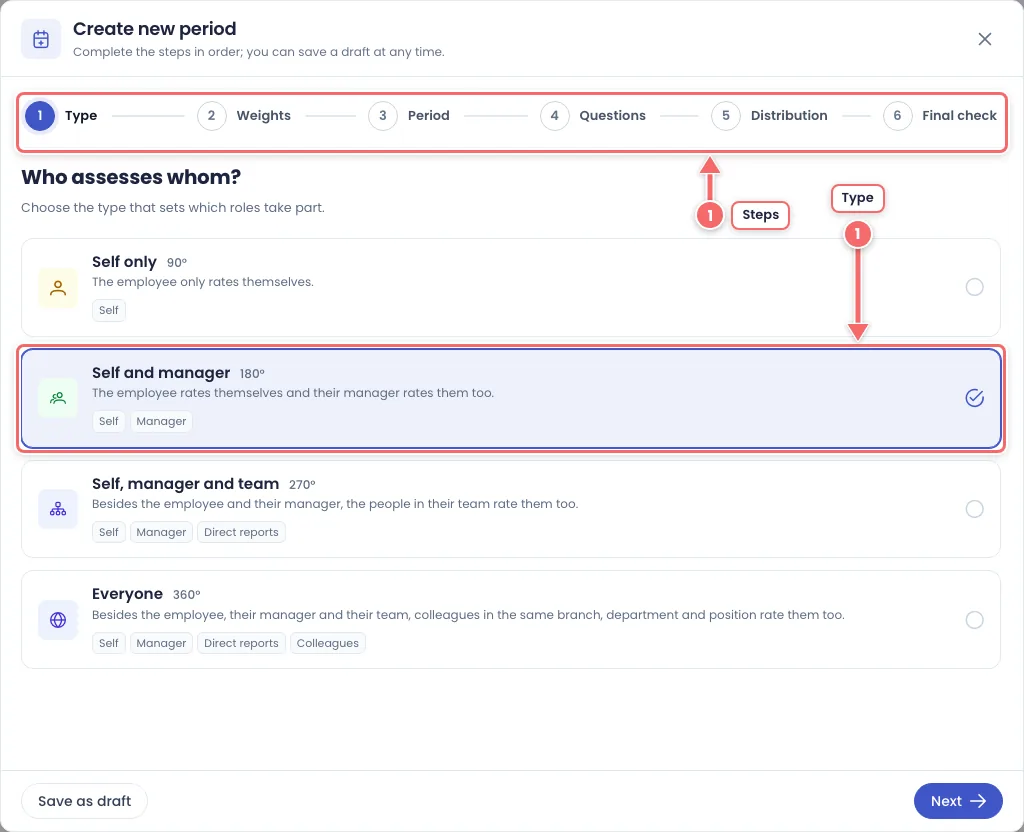 Create new period
Complete the steps in order; you can save a draft at any time.
1 Type 2 Weights 3 Period 4 Questions 5 Distribution 6 Final check
Who assesses whom?
Choose the type that sets which roles take part.
1 Steps
Type
1
Self only 90°
The employee only rates themselves.
Self
Self and manager 180°
The employee rates themselves and their manager rates them too.
Self Manager
Self, manager and team 270°
Besides the employee and their manager, the people in their team rate them too.
Self Manager Direct reports
Everyone 360°
Besides the employee, their manager and their team, colleagues in the same branch, department and position rate them too.
Self Manager Direct reports Colleagues
Save as draft
Next